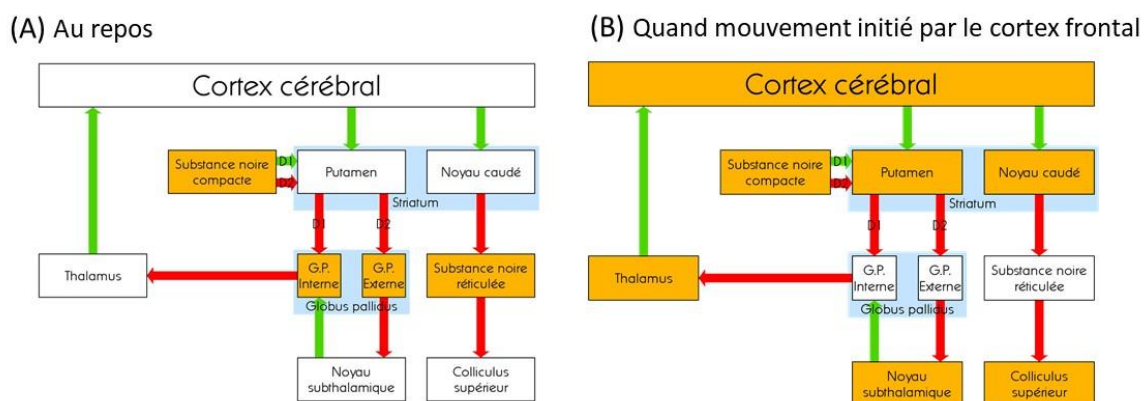 (A) Au repos
Cortex cérébral
Substance noire
compacte
D1
D2
Putamen
Noyau caudé
Striatum
D1
D2
Thalamus
G.P.
Interne
G.P.
Externe
Substance noire
réticulée
Globus pallidus
Noyau
subthalamique
Colliculus
supérieur
(B) Quand mouvement initié par le cortex frontal
Cortex cérébral
Substance noire
compacte
D1
D2
Putamen
Noyau caudé
Striatum
D1
D2
Thalamus
G.P.
Interne
G.P.
Externe
Substance noire
réticulée
Globus pallidus
Noyau
subthalamique
Colliculus
supérieur